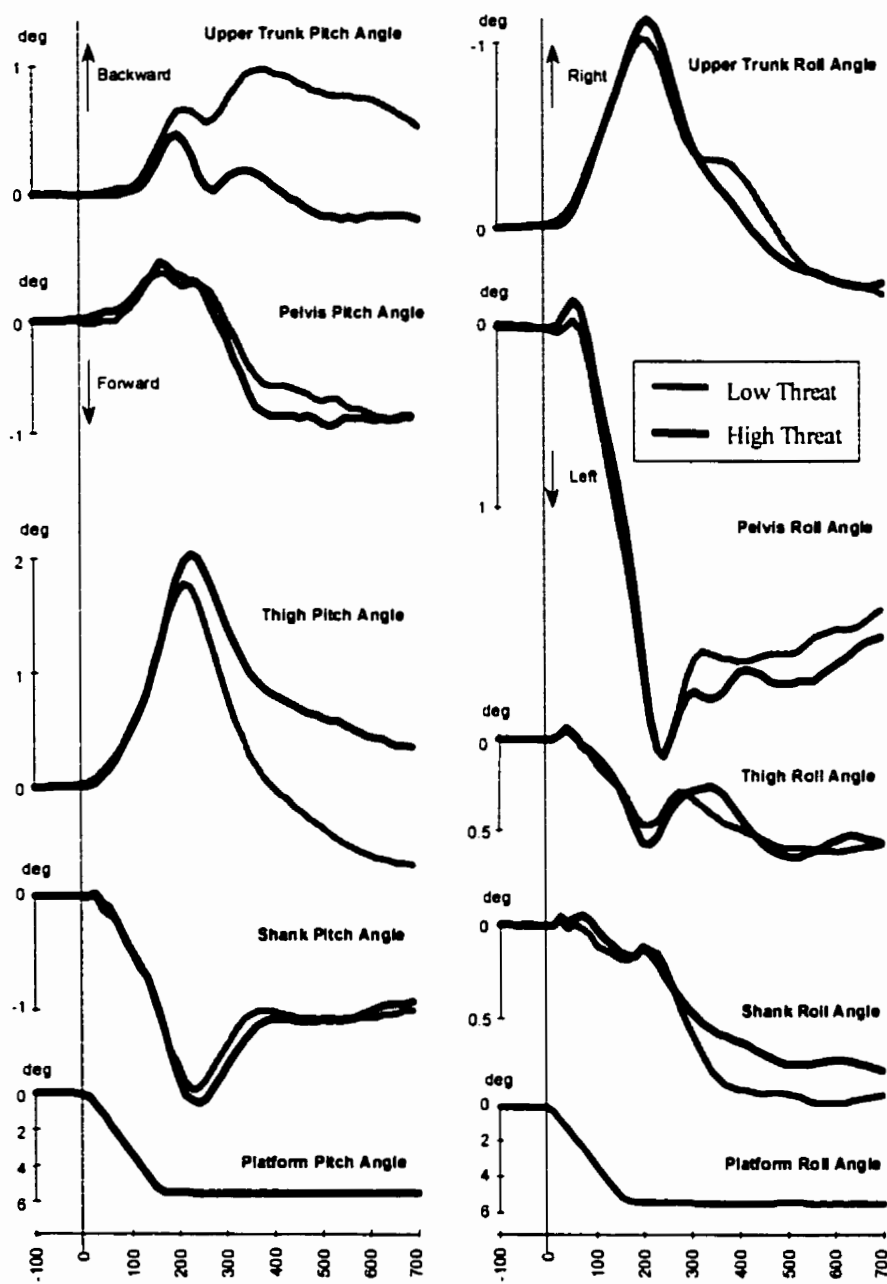 deg
Upper Trunk Pitch Angle
Backward
1
0
deg
0
Pelvis Pitch Angle
Forward
-1
deg
2
Thigh Pitch Angle
1
0
deg
0
Shank Pitch Angle
-1
deg
0
2
4
6
Platform Pitch Angle
-100
0
100
200
300
400
500
600
700
deg
-1
Right
Upper Trunk Roll Angle
0
deg
0
Low Threat
High Threat
Left
1
Pelvis Roll Angle
deg
0
Thigh Roll Angle
0.5
deg
0
0.5
Shank Roll Angle
deg
0
2
4
6
Platform Roll Angle
-100
0
100
200
300
400
500
600
700